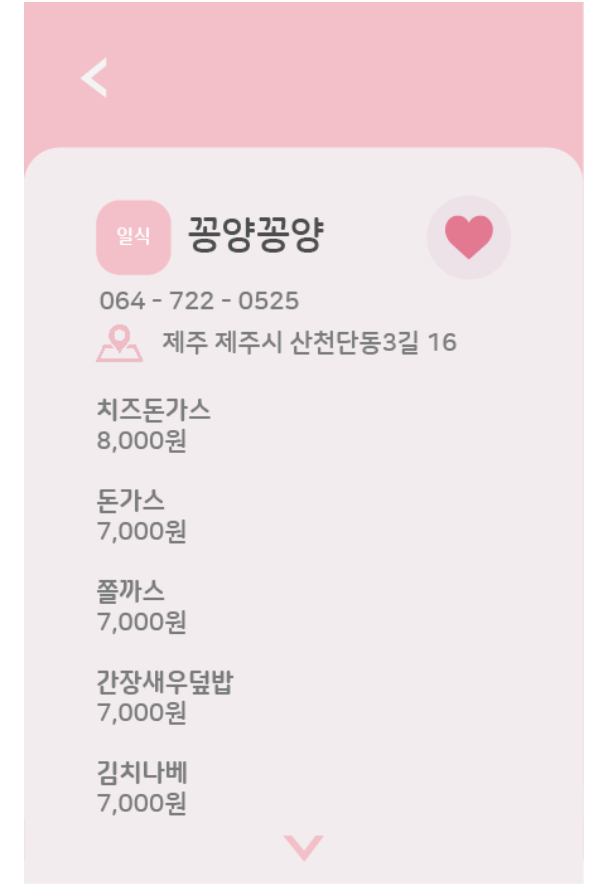 일식
꽁양꽁양
064 - 722 - 0525
제주 제주시 산천단동3길 16
치즈돈가스
8,000원
돈가스
7,000원
쫄까스
7,000원
간장새우덮밥
7,000원
김치나베
7,000원